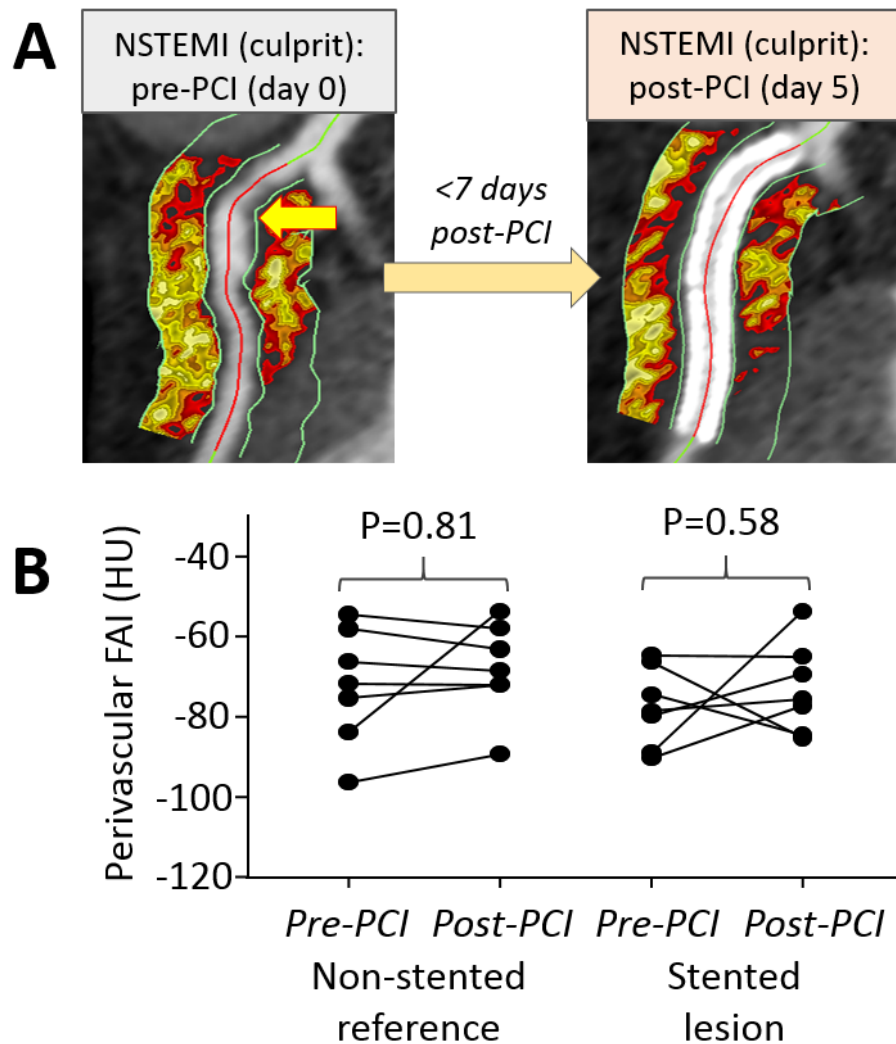 A
NSTEMI (culprit):
pre-PCI (day 0)
NSTEMI (culprit):
post-PCI (day 5)
<7 days
post-PCI
B
P=0.81
P=0.58
Perivascular FAI (HU)
-40
-60
-80
-100
-120
Pre-PCI Post-PCI Pre-PCI Post-PCI
Non-stented
reference
Stented
lesion